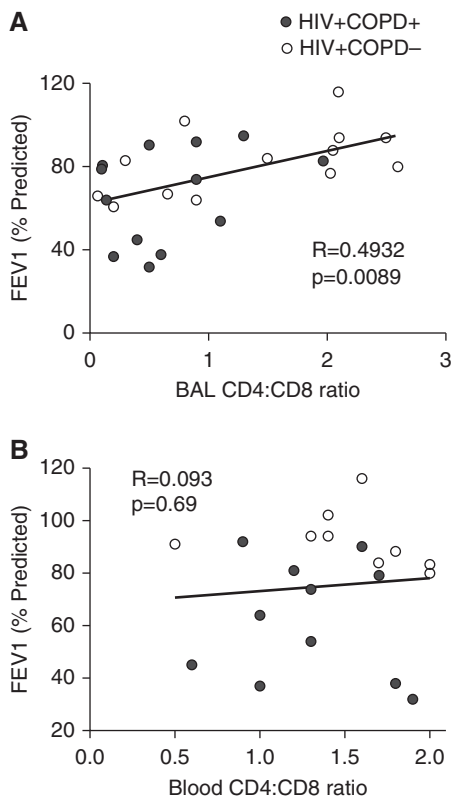 A
HIV+COPD+
HIV+COPD–
120
80
40
0
FEV1 (% Predicted)
R=0.4932
p=0.0089
0 1 2 3
BAL CD4:CD8 ratio
B
R=0.093
p=0.69
120
100
80
60
40
20
FEV1 (% Predicted)
0.0 0.5 1.0 1.5 2.0
Blood CD4:CD8 ratio